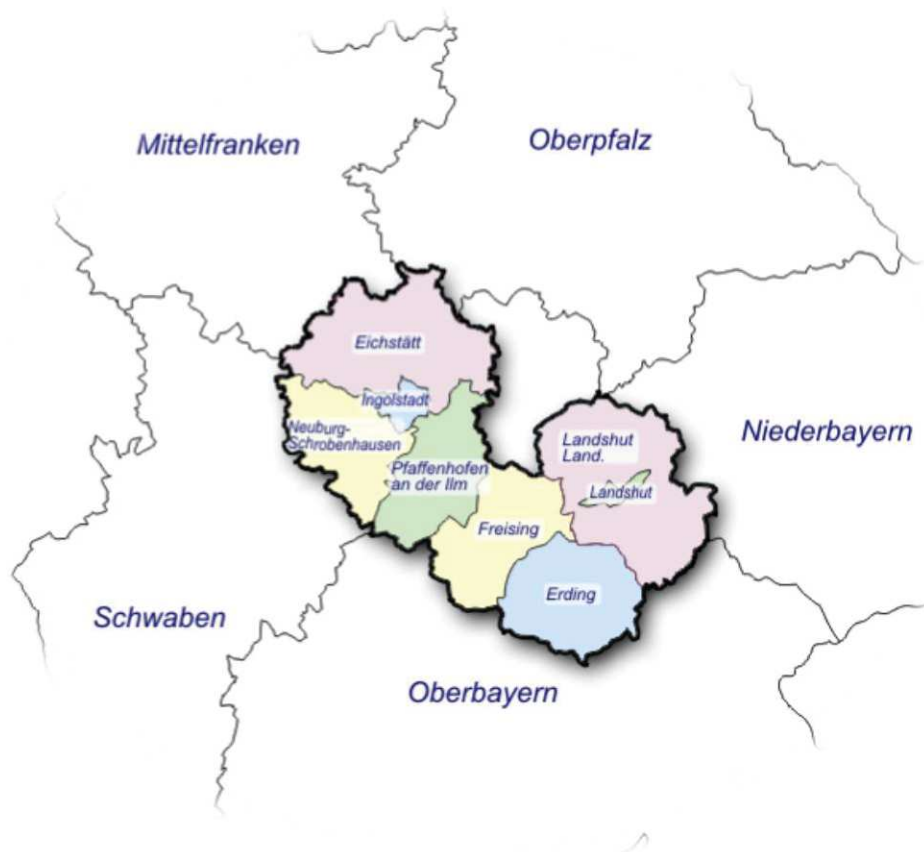 Mittelfranken
Oberpfalz
Eichstätt
Ingolstadt
Neuburg-
Schrobenhausen
Pfaffenhofen
an der Ilm
Landshut
Land.
Niederbayern
Landshut
Freising
Erding
Schwaben
Oberbayern